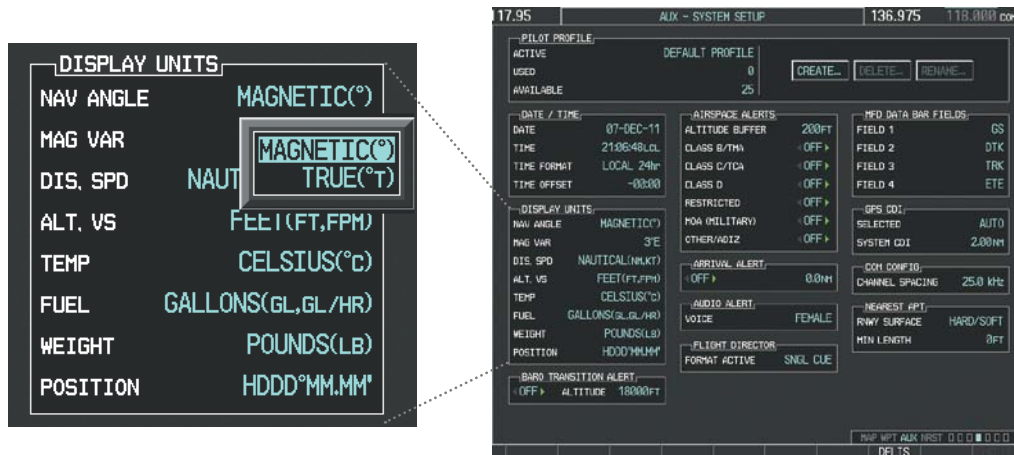 DISPLAY UNITS
NAV ANGLE MAGNETIC(°)
MAG VAR
MAGNETIC(°)
TRUE(°T)
DIS, SPD NAUT
ALT, VS FEET(FT,FPM)
TEMP CELSIUS(°C)
FUEL GALLONS(GL,GL/HR)
WEIGHT POUNDS(LB)
POSITION HDDD°MM.MM'
17.95 AUX - SYSTEM SETUP 136.975 118.000 COM
PILOT PROFILE
ACTIVE DEFAULT PROFILE
USED 0
AVAILABLE 25
CREATE... DELETE... RENAME...
DATE / TIME
DATE 07-DEC-11
TIME 21:06:48LCL
TIME FORMAT LOCAL 24hr
TIME OFFSET -00:00
DISPLAY UNITS
NAV ANGLE MAGNETIC(°)
MAG VAR 3°E
DIS, SPD NAUTICAL(NM,KT)
ALT, VS FEET(FT,FPM)
TEMP CELSIUS(°C)
FUEL GALLONS(GL,GL/HR)
WEIGHT POUNDS(LB)
POSITION HDDD°MM.MM'
BARO TRANSITION ALERT
OFF ALTITUDE 18000FT
AIRSPACE ALERTS
ALTITUDE BUFFER 200FT
CLASS B/TMA OFF
CLASS C/TCA OFF
CLASS D OFF
RESTRICTED OFF
MOA (MILITARY) OFF
OTHER/ADIZ OFF
ARRIVAL ALERT
OFF 0.0NM
AUDIO ALERT
VOICE FEMALE
FLIGHT DIRECTOR
FORMAT ACTIVE SNGL CUE
MFD DATA BAR FIELDS
FIELD 1 GS
FIELD 2 DTK
FIELD 3 TRK
FIELD 4 ETE
GPS CDI
SELECTED AUTO
SYSTEM CDI 2.00NM
COM CONFIG
CHANNEL SPACING 25.0 kHz
NEAREST APT
RNWY SURFACE HARD/SOFT
MIN LENGTH 0FT
MAP WPT AUX NRST
DFLTS